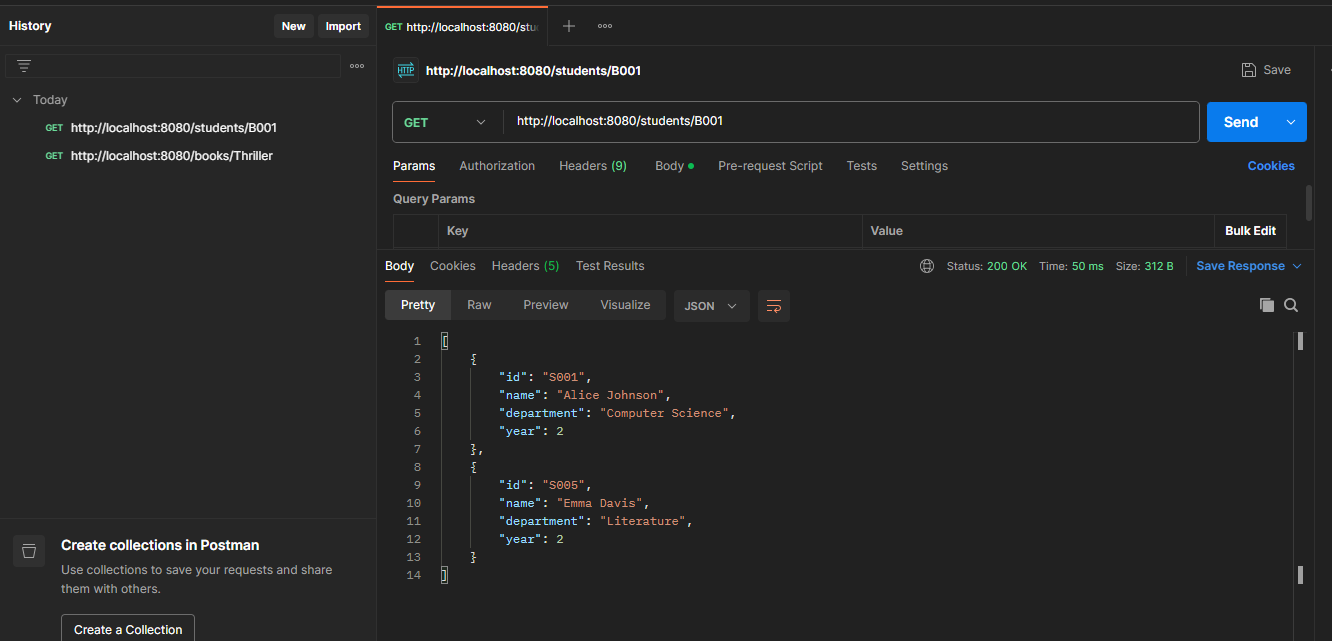 History
New
Import
Today
GET http://localhost:8080/students/B001
GET http://localhost:8080/books/Thriller
Create collections in Postman
Use collections to save your requests and share
them with others.
Create a Collection
GET http://localhost:8080/stu
HTTP http://localhost:8080/students/B001
Save
GET http://localhost:8080/students/B001
Send
Params Authorization Headers (9) Body Pre-request Script Tests Settings Cookies
Query Params
Key Value Bulk Edit
Body Cookies Headers (5) Test Results Status: 200 OK Time: 50 ms Size: 312 B Save Response
Pretty Raw Preview Visualize JSON
1 [
2 {
3 "id": "S001",
4 "name": "Alice Johnson",
5 "department": "Computer Science",
6 "year": 2
7 },
8 {
9 "id": "S005",
10 "name": "Emma Davis",
11 "department": "Literature",
12 "year": 2
13 }
14 ]